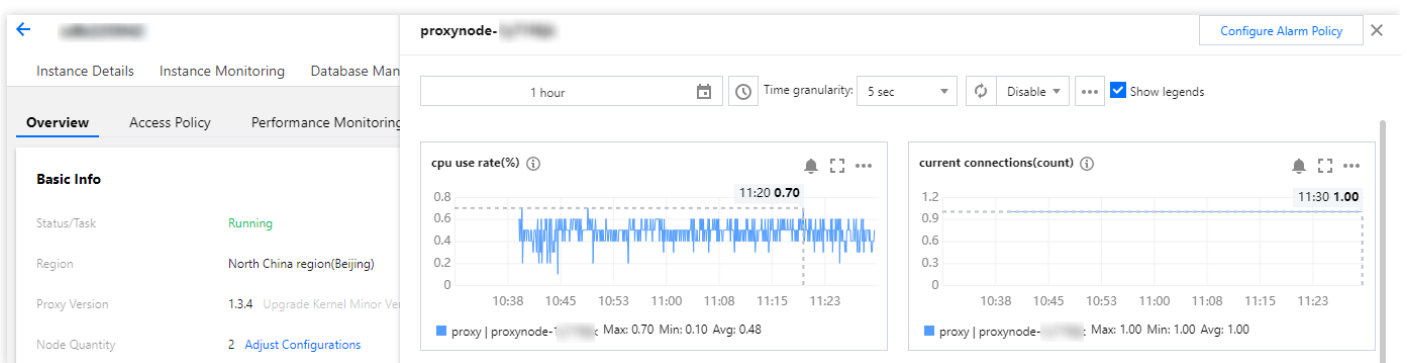 proxynode-
Configure Alarm Policy
Instance Details Instance Monitoring Database Man
1 hour Time granularity: 5 sec Disable Show legends
Overview Access Policy Performance Monitoring
Basic Info
Status/Task Running
Region North China region(Beijing)
Proxy Version 1.3.4 Upgrade Kernel Minor Ver
Node Quantity 2 Adjust Configurations
cpu use rate(%)
11:20 0.70
0.8
0.6
0.4
0.2
0
10:38 10:45 10:53 11:00 11:08 11:15 11:23
proxy | proxynode- Max: 0.70 Min: 0.10 Avg: 0.48
current connections(count)
11:30 1.00
1.2
0.9
0.6
0.3
0
10:38 10:45 10:53 11:00 11:08 11:15 11:23
proxy | proxynode- Max: 1.00 Min: 1.00 Avg: 1.00